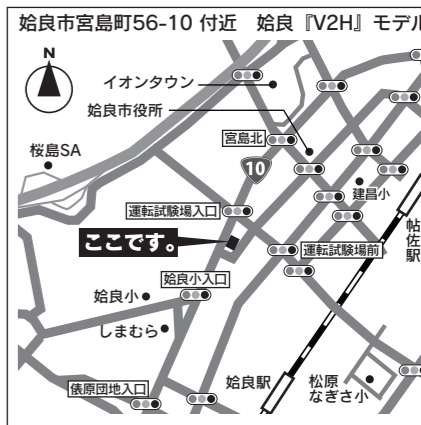 姶良市宮島町56-10 付近 姶良『V2H』モデル
N
イオンタウン
姶良市役所
桜島SA
宮島北
10
建昌小
運転試験場入口
帖佐駅
ここです。
運転試験場前
姶良小入口
姶良小
しまむら
姶良駅
松原
なぎさ小
俵原団地入口